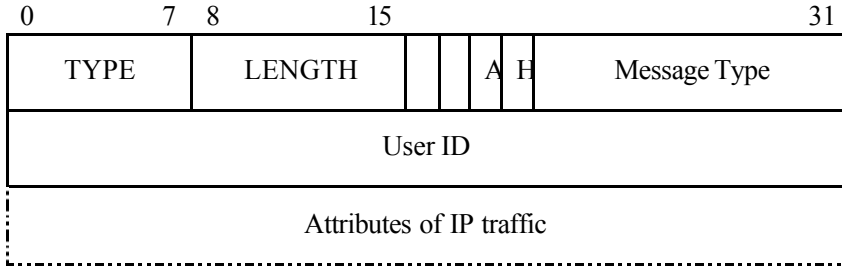 0 7 8 15 31
TYPE LENGTH A H Message Type
User ID
Attributes of IP traffic